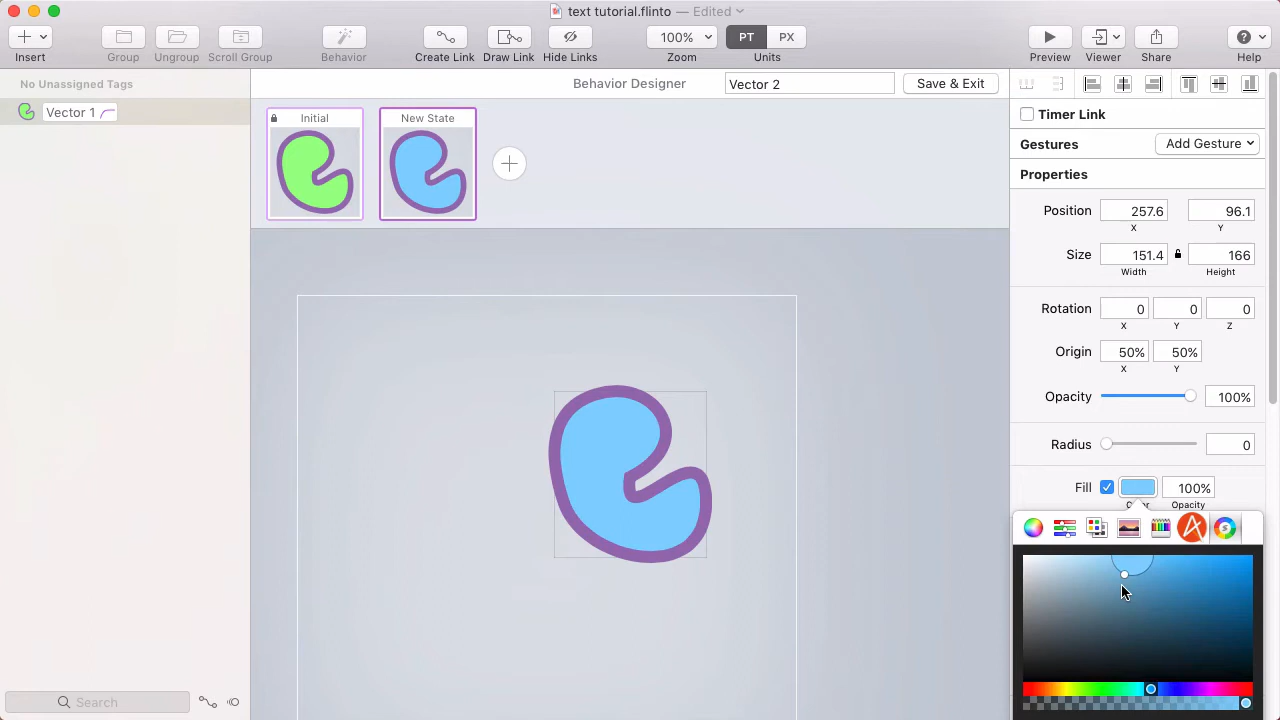 text tutorial.flinto — Edited
Insert
Group
Ungroup
Scroll Group
Behavior
Create Link
Draw Link
Hide Links
100%
Zoom
PT
PX
Units
Preview
Viewer
Share
Help
No Unassigned Tags
Vector 1
Behavior Designer
Vector 2
Save & Exit
Initial
New State
Timer Link
Gestures
Add Gesture
Properties
Position
257.6
96.1
X
Y
Size
151.4
166
Width
Height
Rotation
0
0
0
X
Y
Z
Origin
50%
50%
X
Y
Opacity
100%
Radius
0
Fill
100%
Opacity
Search